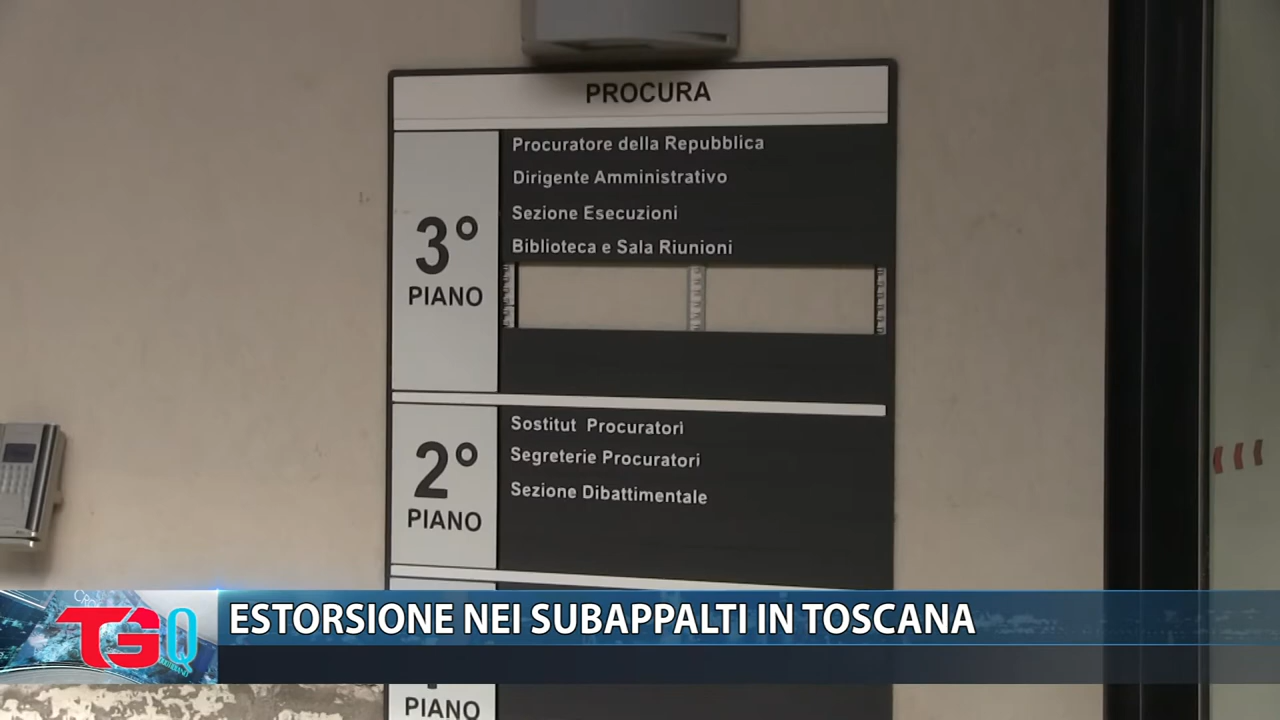 PROCURA
3°
PIANO
Procuratore della Repubblica
Dirigente Amministrativo
Sezione Esecuzioni
Biblioteca e Sala Riunioni
2°
PIANO
Sostitut Procuratori
Segreterie Procuratori
Sezione Dibattimentale
TGQ
ESTORSIONE NEI SUBAPPALTI IN TOSCANA
PIANO